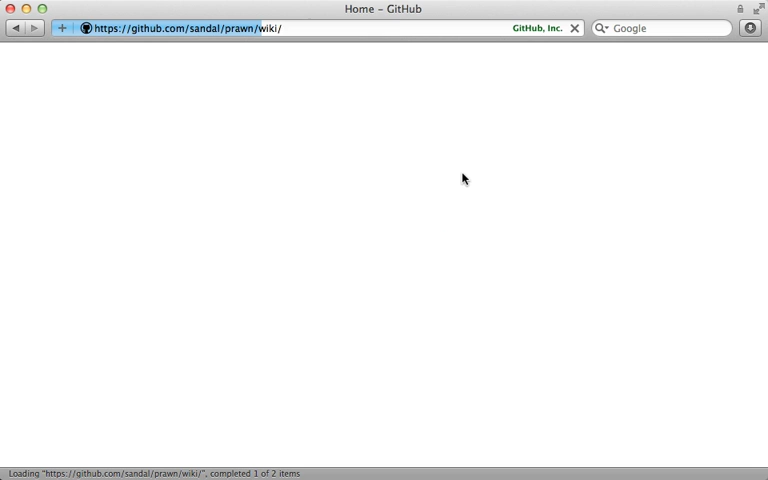 Home – GitHub
https://github.com/sandal/prawn/wiki/
GitHub, Inc.
Google
Loading "https://github.com/sandal/prawn/wiki/", completed 1 of 2 items